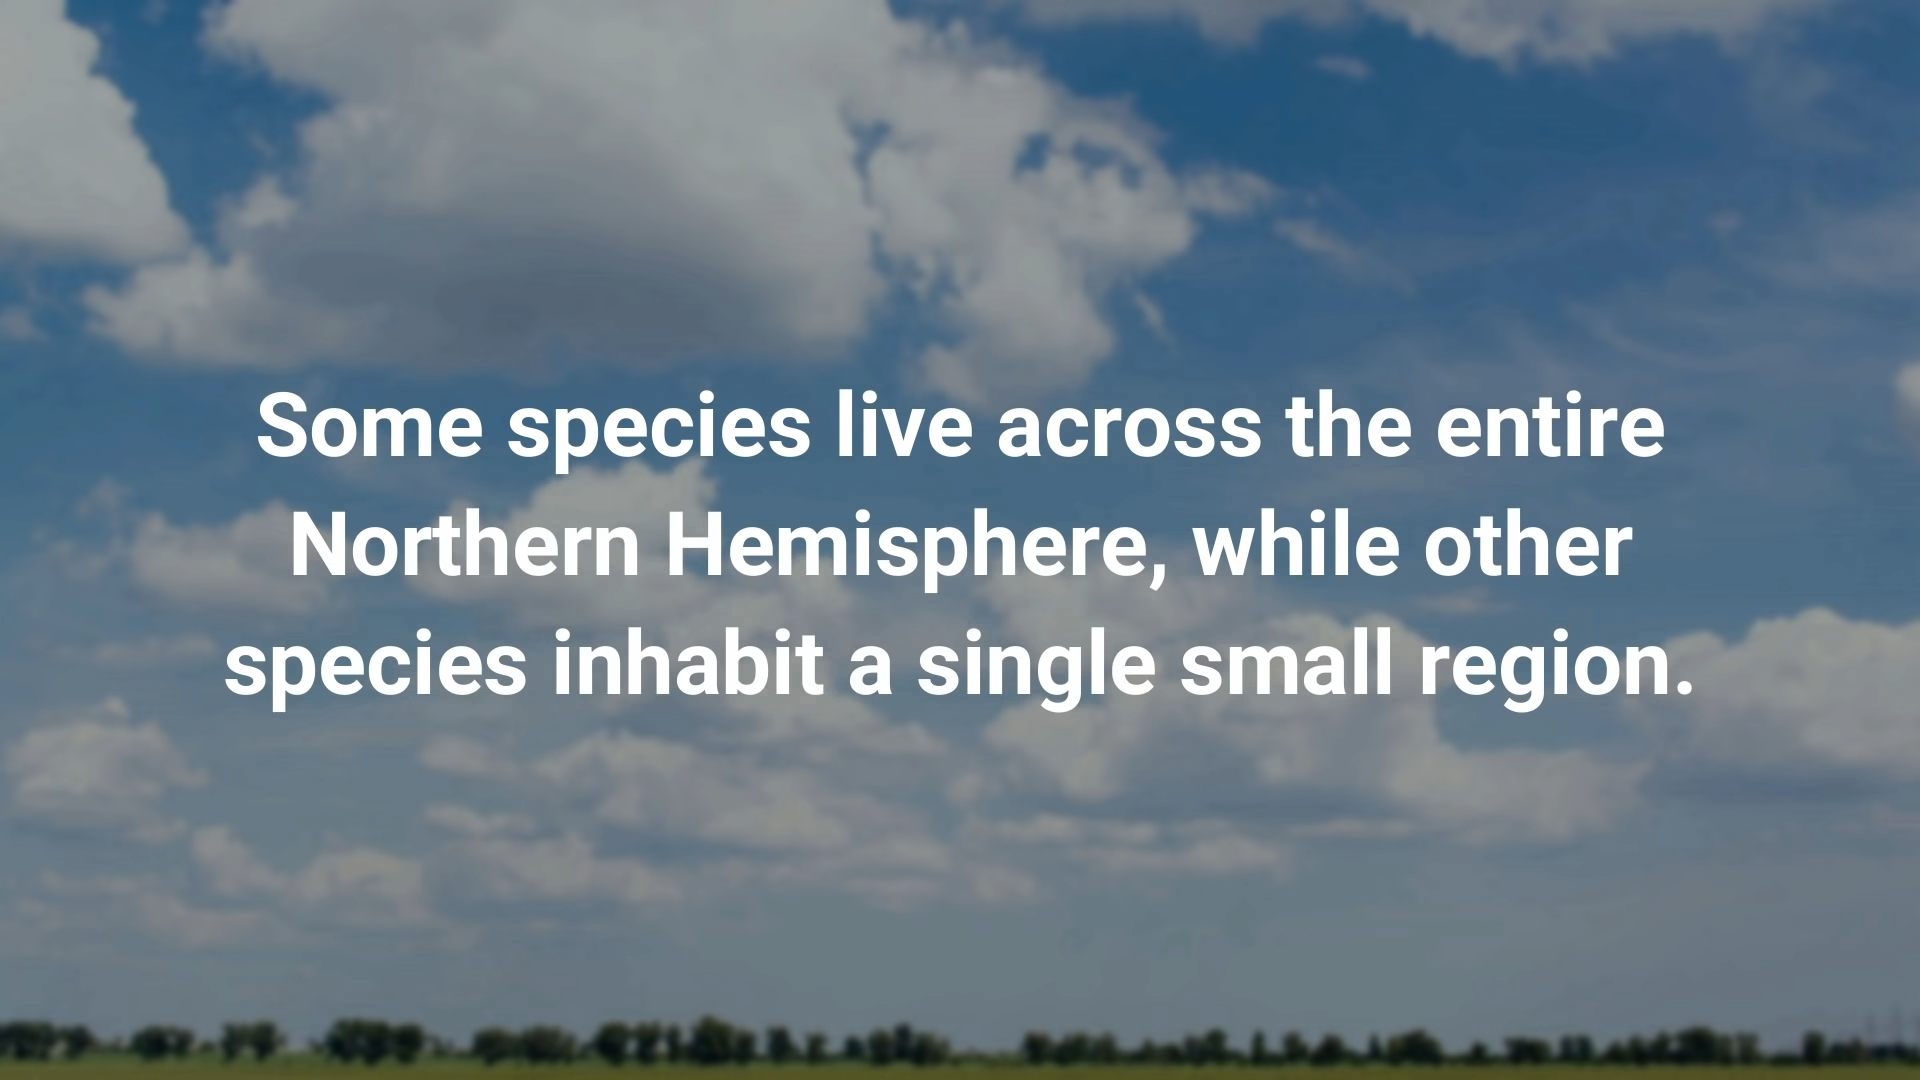 Some species live across the entire
Northern Hemisphere, while other
species inhabit a single small region.